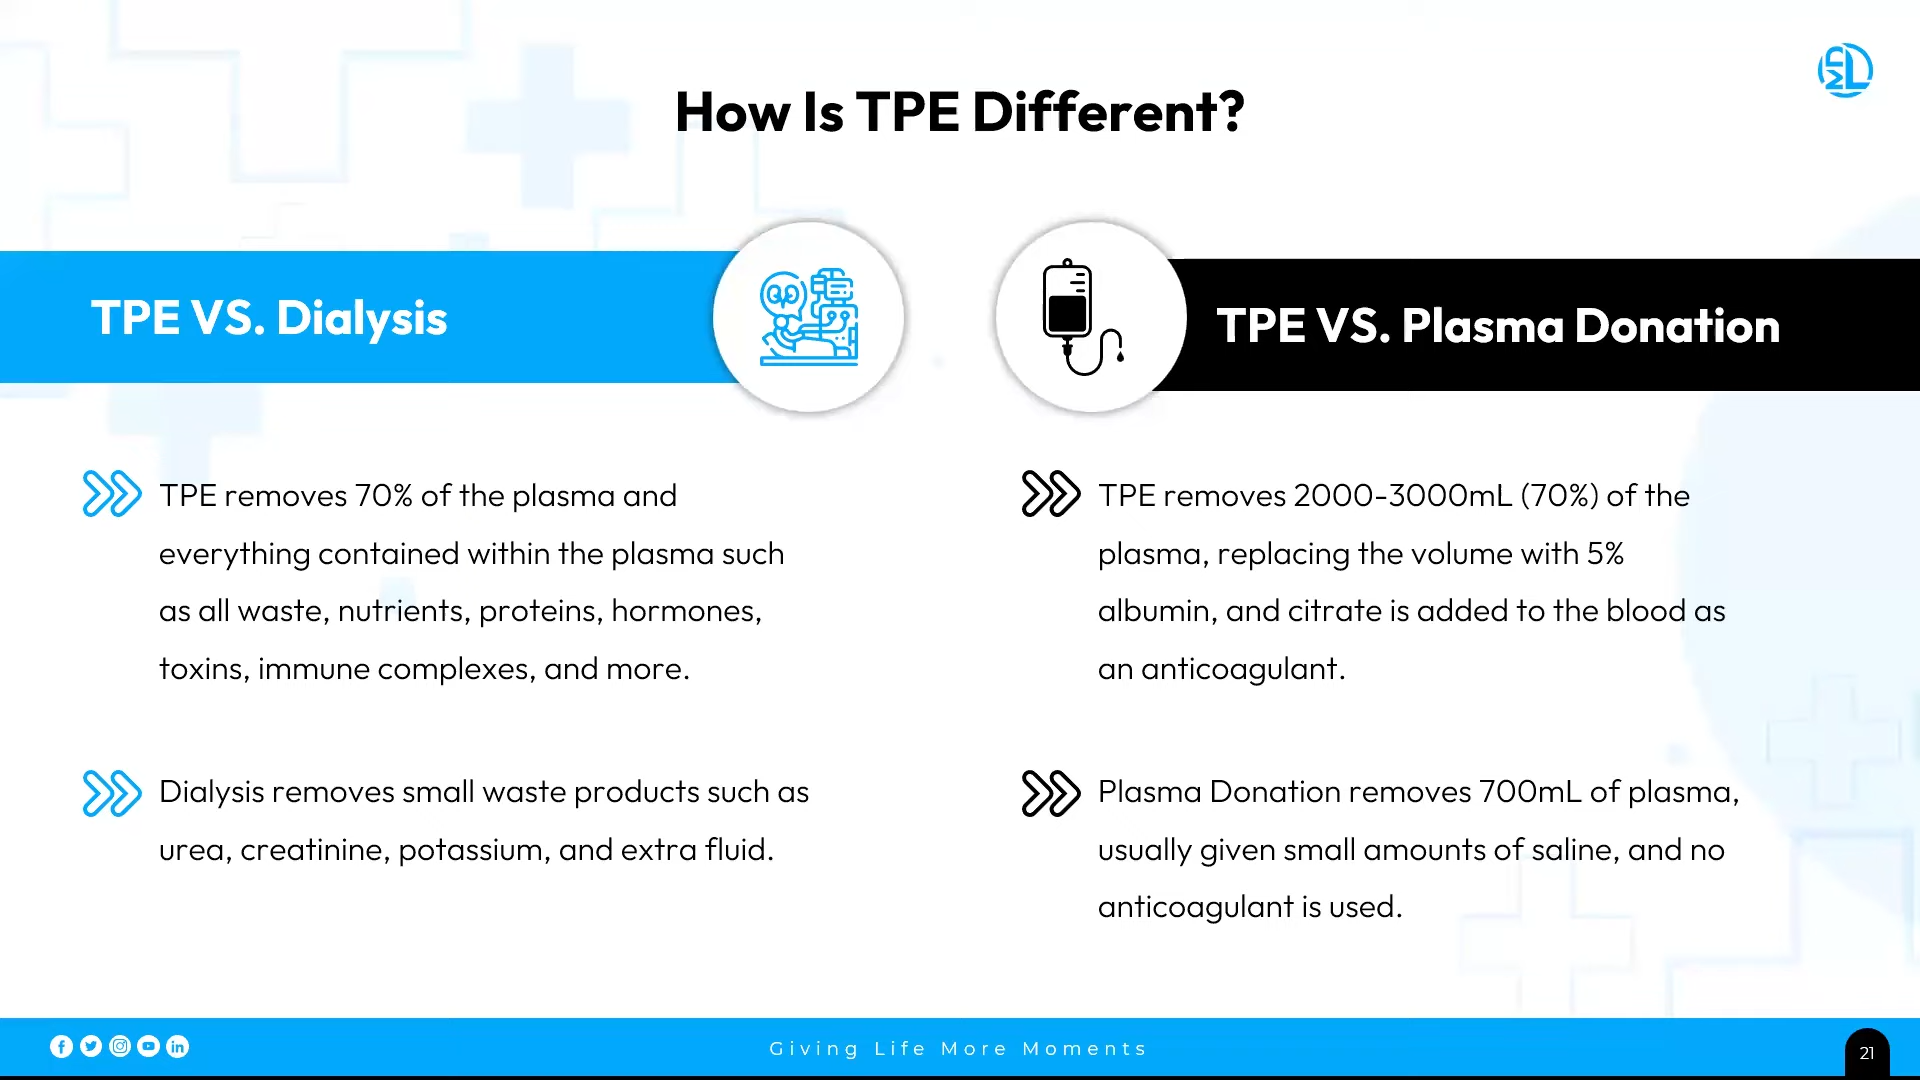 How Is TPE Different?
TPE VS. Dialysis
TPE removes 70% of the plasma and
everything contained within the plasma such
as all waste, nutrients, proteins, hormones,
toxins, immune complexes, and more.
Dialysis removes small waste products such as
urea, creatinine, potassium, and extra fluid.
TPE VS. Plasma Donation
TPE removes 2000-3000mL (70%) of the
plasma, replacing the volume with 5%
albumin, and citrate is added to the blood as
an anticoagulant.
Plasma Donation removes 700mL of plasma,
usually given small amounts of saline, and no
anticoagulant is used.
Giving Life More Moments
21